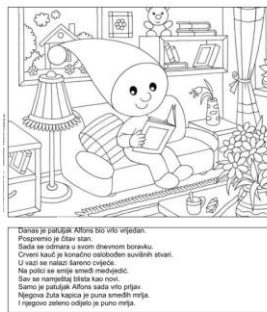 Danas je patuljak Alfons bio vrlo vrijedan.
Pospremio je čitav stan.
Sada se odmara u svom dnevnom boravku.
Crveni kauč je konačno oslobođen suvišnih stvari.
U vazi se nalazi šareno cvijeće.
Na polici se smije smeđi medvjedić.
Sav se namještaj blista kao novi.
Samo je patuljak Alfons sada vrlo prljav.
Njegova žuta kapica je puna smeđih mrlja.
I njegovo zeleno odijelo je puno mrlja.